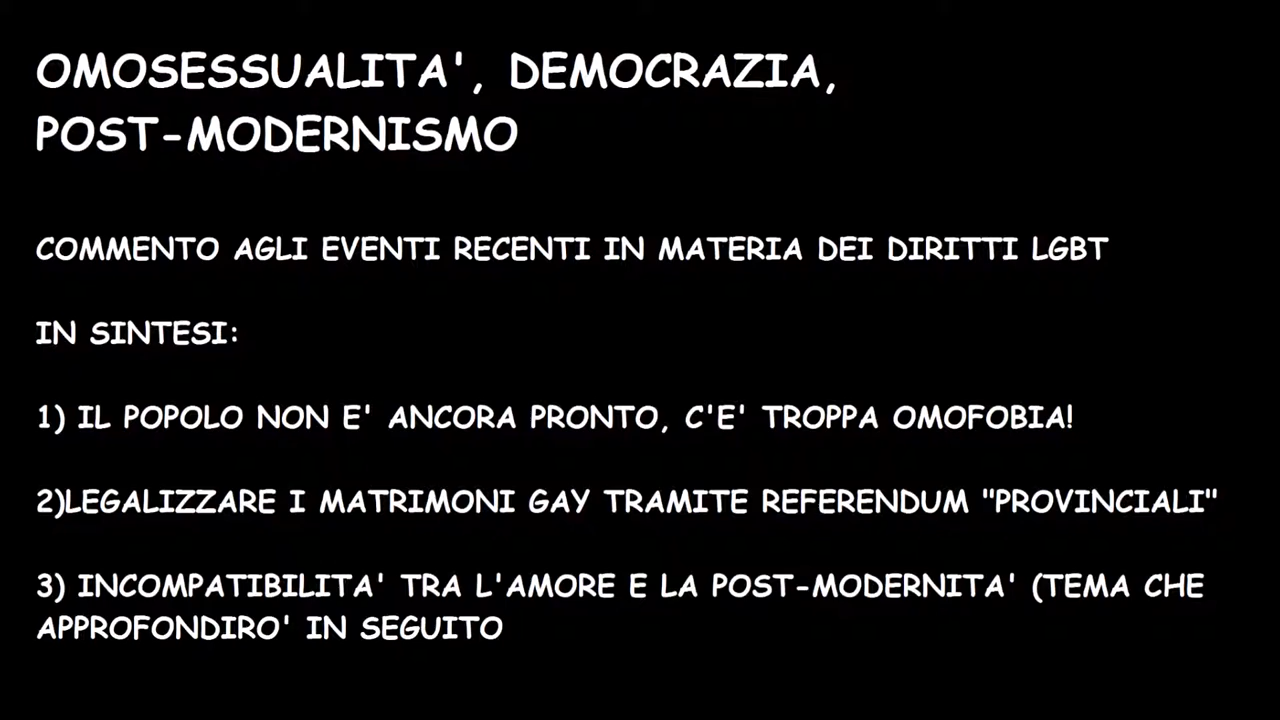 OMOSESSUALITA', DEMOCRAZIA,
POST-MODERNISMO
COMMENTO AGLI EVENTI RECENTI IN MATERIA DEI DIRITTI LGBT
IN SINTESI:
1) IL POPOLO NON E' ANCORA PRONTO, C'E' TROPPA OMOFOBIA!
2)LEGALIZZARE I MATRIMONI GAY TRAMITE REFERENDUM "PROVINCIALI"
3) INCOMPATIBILITA' TRA L'AMORE E LA POST-MODERNITA' (TEMA CHE
APPROFONDIRO' IN SEGUITO